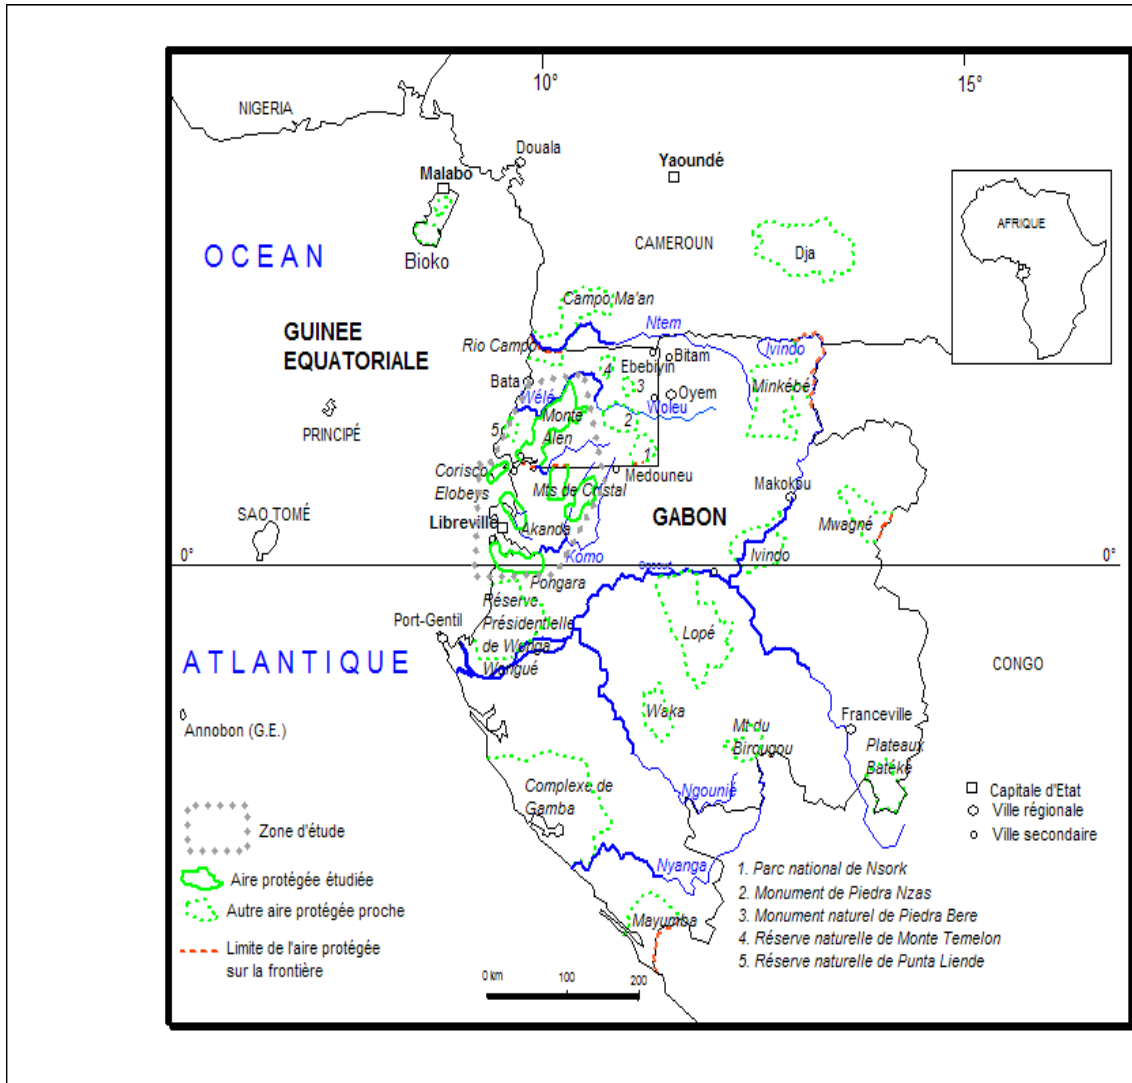 10°
15°
NIGERIA
Douala
Yaoundé
Malabo
AFRIQUE
CAMEROUN
Dja
OCEAN
Bioko
Campo Ma'an
Ntem
GUINEE
EQUATORIALE
Rio Campo
Ivindo
Bitam
Ebebiyin
4
Bata
Minkébé
3
Oyem
Wélé
Woleu
PRINCIPÉ
Monte
Alen
2
5
1
Corisco
Medouneu
Elobeys
Mts de Cristal
Makokou
SAO TOMÉ
Libreville
Akanda
GABON
Mwagné
0°
Komo
Ivindo
0°
Pongara
Réserve
Présidentielle
de Wonga
Wongué
Port-Gentil
Lopé
ATLANTIQUE
CONGO
Waka
Annobon (G.E.)
Mt du
Birougou
Franceville
Plateaux
Batéké
Complexe de
Gamba
Ngounié
Capitale d'Etat
Ville régionale
Ville secondaire
Zone d'étude
Nyanga
Aire protégée étudiée
Autre aire protégée proche
Limite de l'aire protégée
sur la frontière
Mayumba
1. Parc national de Nsork
2. Monument de Piedra Nzas
3. Monument naturel de Piedra Bere
4. Réserve naturelle de Monte Temelon
5. Réserve naturelle de Punta Liende
0 km 100 200